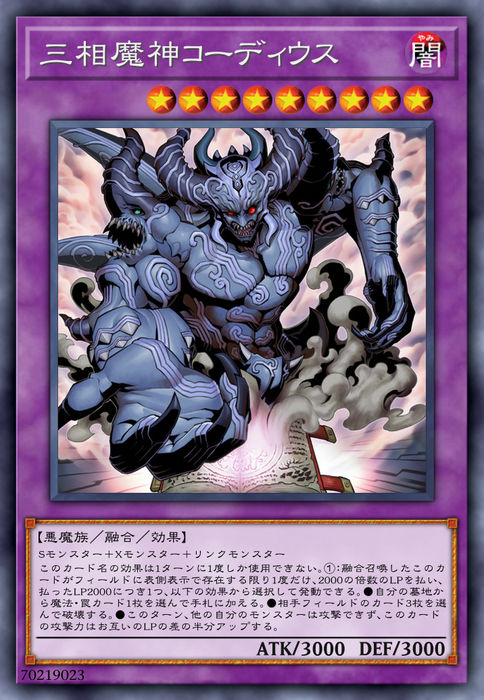 三相魔神コーディウス
やみ
闇
【悪魔族／融合／効果】
Sモンスター＋Xモンスター＋リンクモンスター
このカード名の効果は1ターンに1度しか使用できない。①：融合召喚したこのカ
ードがフィールドに表側表示で存在する限り1度だけ、2000の倍数のLPを払い、
払ったLP2000につき1つ、以下の効果から選択して発動できる。●自分の墓地か
ら魔法・罠カード1枚を選んで手札に加える。●相手フィールドのカード3枚を選
んで破壊する。●このターン、他の自分のモンスターは攻撃できず、このカード
の攻撃力はお互いのLPの差の半分アップする。
ATK/3000 DEF/3000
70219023